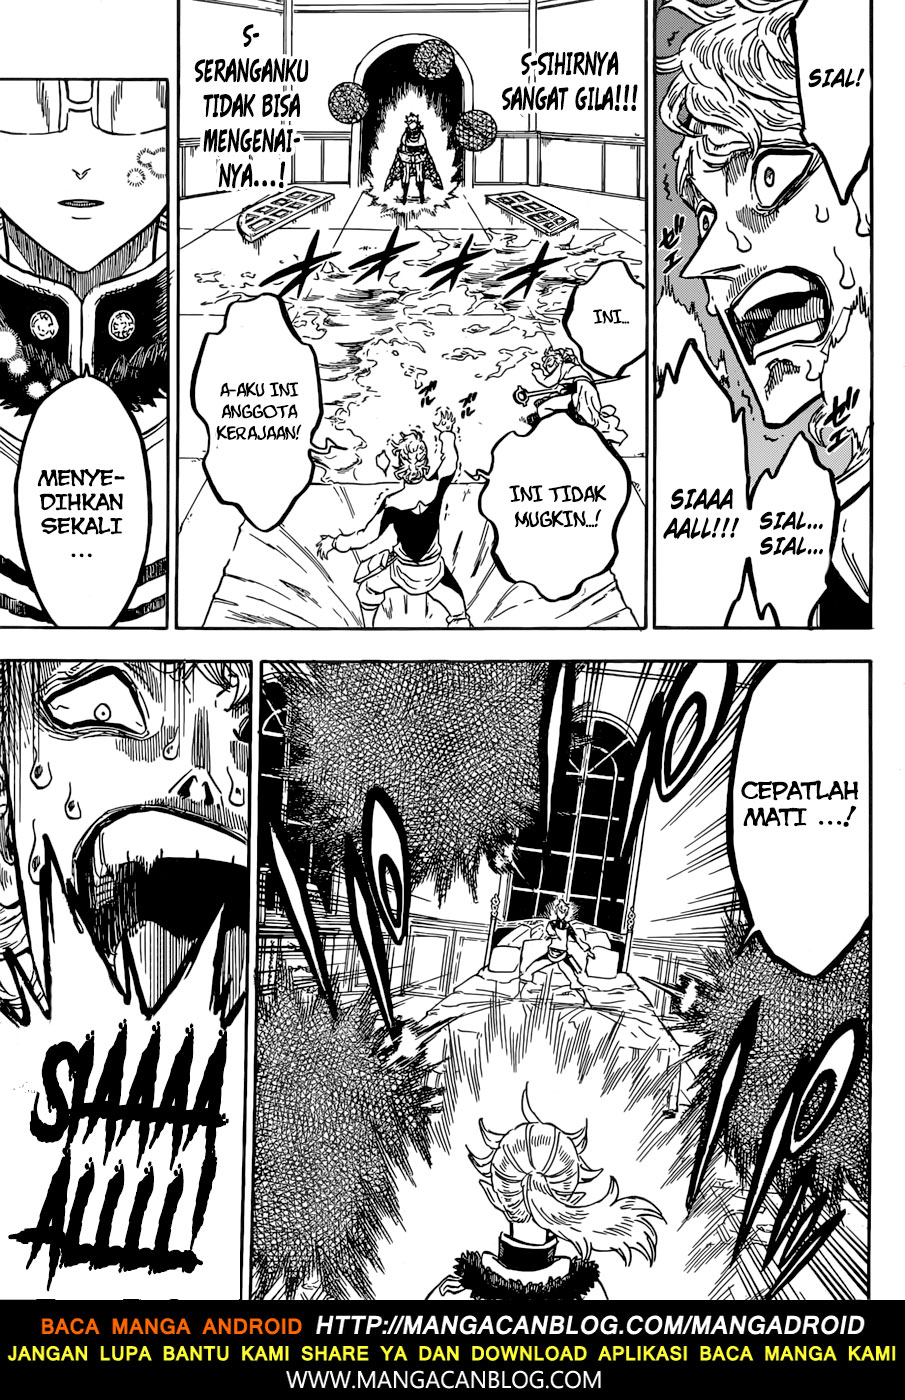 SIAL!
SIAL...
SIAL...
SIAAA
AALL!!!
S-SIHIRNYA
SANGAT GILA!!!
S-
SERANGANKU
TIDAK BISA
MENGENAI-
NYA...!
INI...
INI TIDAK
MUGKIN...!
A-AKU INI
ANGGOTA
KERAJAAN!
MENYE-
DIHKAN
SEKALI
...
CEPATLAH
MATI ...!
SIAAAA
ALLLLL
BACA MANGA ANDROID HTTP://MANGACANBLOG.COM/MANGADROID
JANGAN LUPA BANTU KAMI SHARE YA DAN DOWNLOAD APLIKASI BACA MANGA KAMI
WWW.MANGACANBLOG.COM